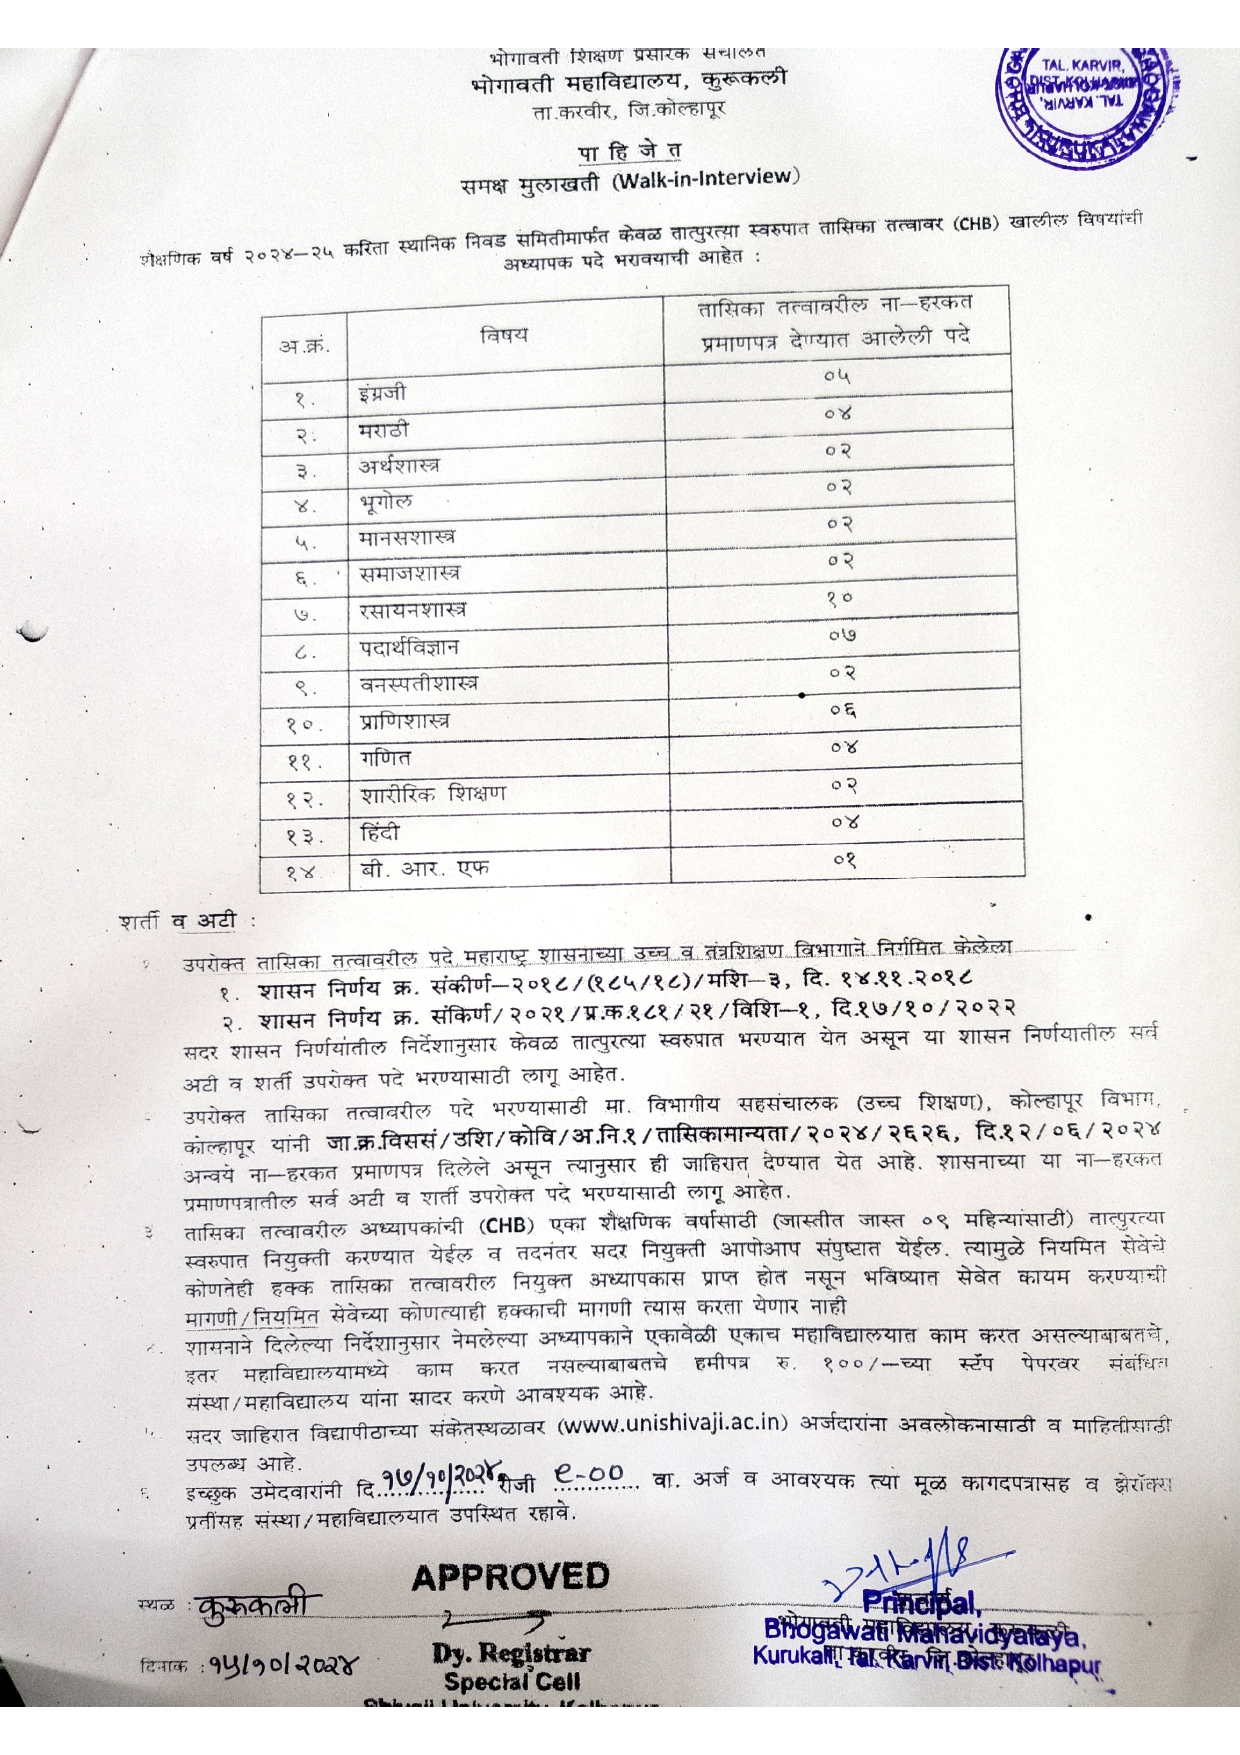 भोगावती शिक्षण प्रसारक संचालित
भोगावती महाविद्यालय, कुरूकली
ता.करवीर, जि.कोल्हापूर
TAL. KARVIR,
DIST. KOLHAPUR
पा हि जे त
समक्ष मुलाखती (Walk-in-Interview)
शैक्षणिक वर्ष २०२४–२५ करिता स्थानिक निवड समितीमार्फत केवळ तात्पुरत्या स्वरुपात तासिका तत्वावर (CHB) खालील विषयांची
अध्यापक पदे भरावयाची आहेत :
अ.क्रं. विषय तासिका तत्वावरील ना–हरकत प्रमाणपत्र देण्यात आलेली पदे
१. इंग्रजी ०५
२. मराठी ०४
३. अर्थशास्त्र ०२
४. भूगोल ०२
५. मानसशास्त्र ०२
६. समाजशास्त्र ०२
७. रसायनशास्त्र १०
८. पदार्थविज्ञान ०७
९. वनस्पतीशास्त्र ०२
१०. प्राणिशास्त्र ०६
११. गणित ०४
१२. शारीरिक शिक्षण ०२
१३. हिंदी ०४
१४ बी. आर. एफ ०१
शर्ती व अटी :
उपरोक्त तासिका तत्वावरील पदे महाराष्ट्र शासनाच्या उच्च व तंत्रशिक्षण विभागाने निर्गमित केलेला
१. शासन निर्णय क्र. संकीर्ण–२०१८/(१८५/१८)/मशि–३, दि. १४.११.२०१८
२. शासन निर्णय क्र. संकिर्ण/२०२१/प्र.क.१८१/२१/विशि–१, दि.१७/१०/२०२२
सदर शासन निर्णयांतील निर्देशानुसार केवळ तात्पुरत्या स्वरुपात भरण्यात येत असून या शासन निर्णयातील सर्व
अटी व शर्ती उपरोक्त पदे भरण्यासाठी लागू आहेत.
उपरोक्त तासिका तत्वावरील पदे भरण्यासाठी मा. विभागीय सहसंचालक (उच्च शिक्षण), कोल्हापूर विभाग,
कोल्हापूर यांनी जा.क्र.विससं/उशि/कोवि/अ.नि.१/तासिकामान्यता/२०२४/२६२६, दि.१२/०६/२०२४
अन्वये ना–हरकत प्रमाणपत्र दिलेले असून त्यानुसार ही जाहिरात देण्यात येत आहे. शासनाच्या या ना–हरकत
प्रमाणपत्रातील सर्व अटी व शर्ती उपरोक्त पदे भरण्यासाठी लागू आहेत.
३ तासिका तत्वावरील अध्यापकांची (CHB) एका शैक्षणिक वर्षासाठी (जास्तीत जास्त ०९ महिन्यांसाठी) तात्पुरत्या
स्वरुपात नियुक्ती करण्यात येईल व तदनंतर सदर नियुक्ती आपोआप संपुष्टात येईल. त्यामुळे नियमित सेवेचे
कोणतेही हक्क तासिका तत्वावरील नियुक्त अध्यापकास प्राप्त होत नसून भविष्यात सेवेत कायम करण्याची
मागणी/नियमित सेवेच्या कोणत्याही हक्काची मागणी त्यास करता येणार नाही
४. शासनाने दिलेल्या निर्देशानुसार नेमलेल्या अध्यापकाने एकावेळी एकाच महाविद्यालयात काम करत असल्याबाबतचे,
इतर महाविद्यालयामध्ये काम करत नसल्याबाबतचे हमीपत्र रु. १००/–च्या स्टॅंप पेपरवर संबंधित
संस्था/महाविद्यालय यांना सादर करणे आवश्यक आहे.
सदर जाहिरात विद्यापीठाच्या संकेतस्थळावर (www.unishivaji.ac.in) अर्जदारांना अवलोकनासाठी व माहितीसाठी
उपलब्ध आहे.
६ इच्छुक उमेदवारांनी दि.१७/१०/२०२४ रोजी ९-०० वा. अर्ज व आवश्यक त्या मूळ कागदपत्रासह व झेरॉक्स
प्रतींसह संस्था/महाविद्यालयात उपस्थित रहावे.
APPROVED
स्थळ : कुरुकली
Principal,
Bhogawati Mahavidyalaya,
Kurukali, Tal. Karvir, Dist. Kolhapur
Dy. Registrar
दिनाक : १५/१०/२०२४
Special Cell
Shivaji University, Kolhapur